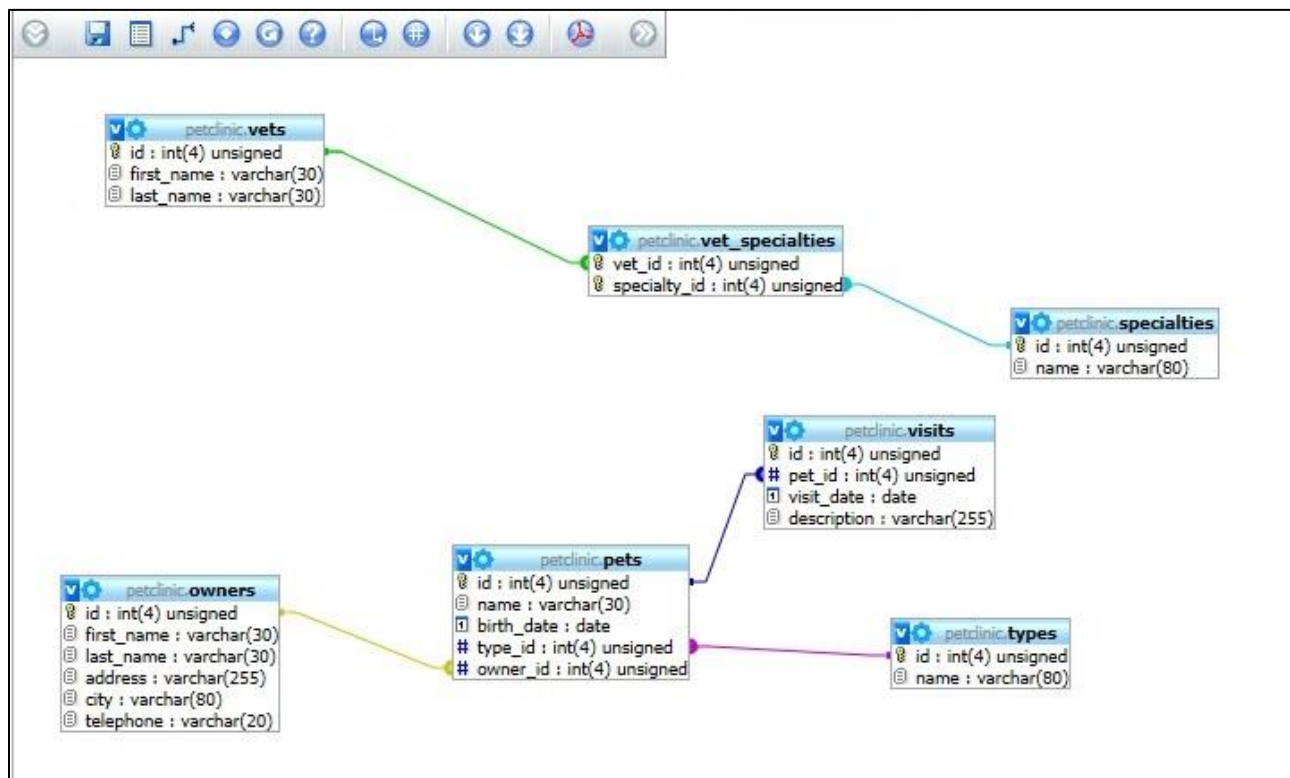 petclinic.vets
id : int(4) unsigned
first_name : varchar(30)
last_name : varchar(30)
petclinic.vet_specialties
vet_id : int(4) unsigned
specialty_id : int(4) unsigned
petclinic.specialties
id : int(4) unsigned
name : varchar(80)
petclinic.visits
id : int(4) unsigned
# pet_id : int(4) unsigned
visit_date : date
description : varchar(255)
petclinic.pets
id : int(4) unsigned
name : varchar(30)
birth_date : date
# type_id : int(4) unsigned
# owner_id : int(4) unsigned
petclinic.owners
id : int(4) unsigned
first_name : varchar(30)
last_name : varchar(30)
address : varchar(255)
city : varchar(80)
telephone : varchar(20)
petclinic.types
id : int(4) unsigned
name : varchar(80)